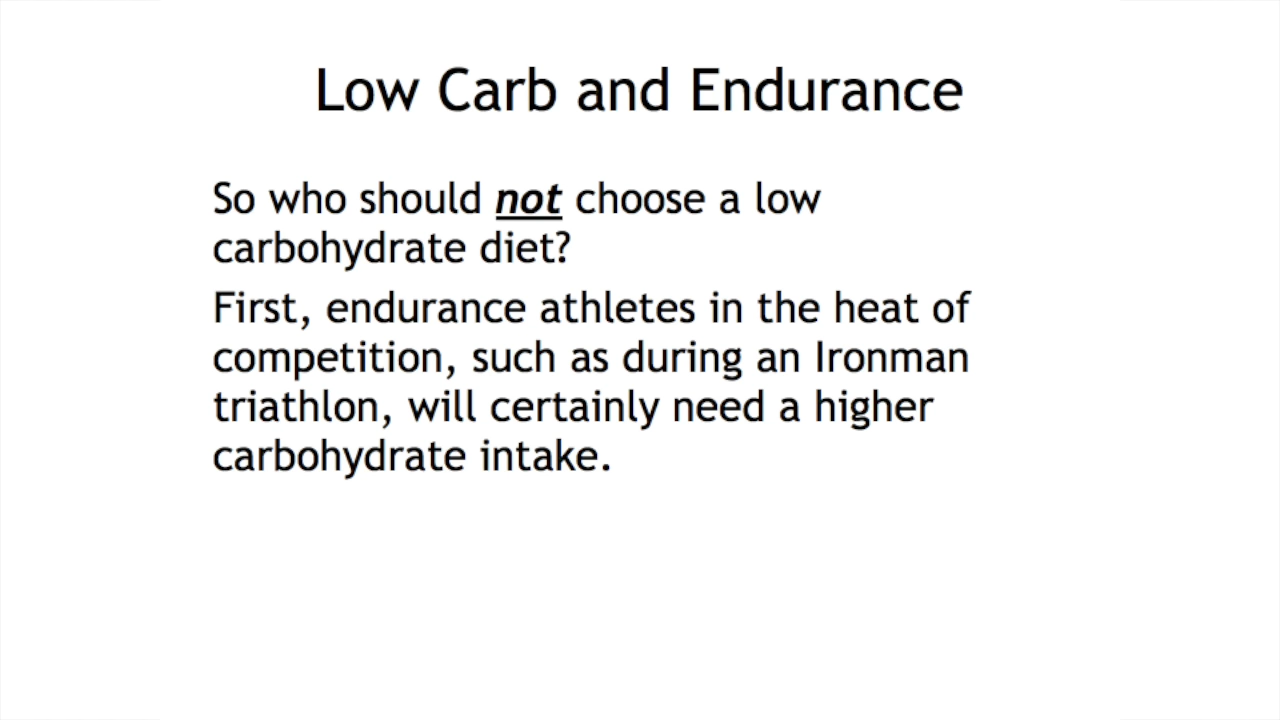 Low Carb and Endurance
So who should not choose a low
carbohydrate diet?
First, endurance athletes in the heat of
competition, such as during an Ironman
triathlon, will certainly need a higher
carbohydrate intake.